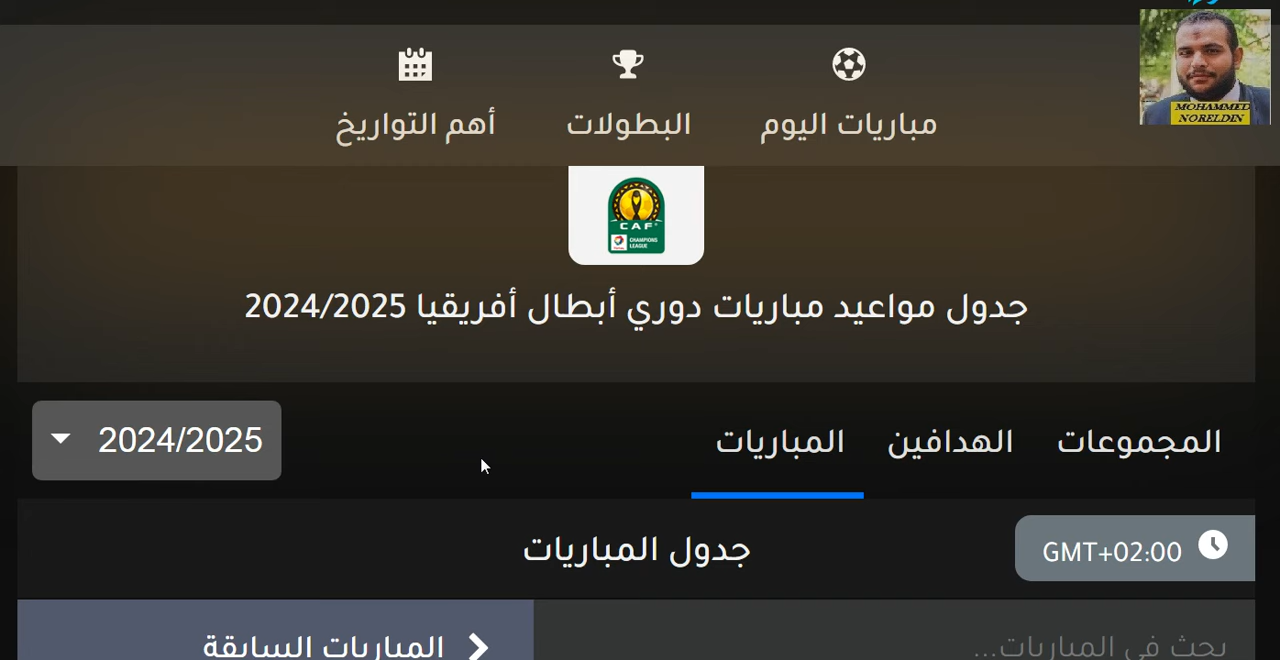 MOHAMMED
NORELDIN
مباريات اليوم
البطولات
أهم التواريخ
CAF
CHAMPIONS
LEAGUE
جدول مواعيد مباريات دوري أبطال أفريقيا 2024/2025
المجموعات
الهدافين
المباريات
2024/2025
GMT+02:00
جدول المباريات
بحث في المباريات...
المباريات السابقة